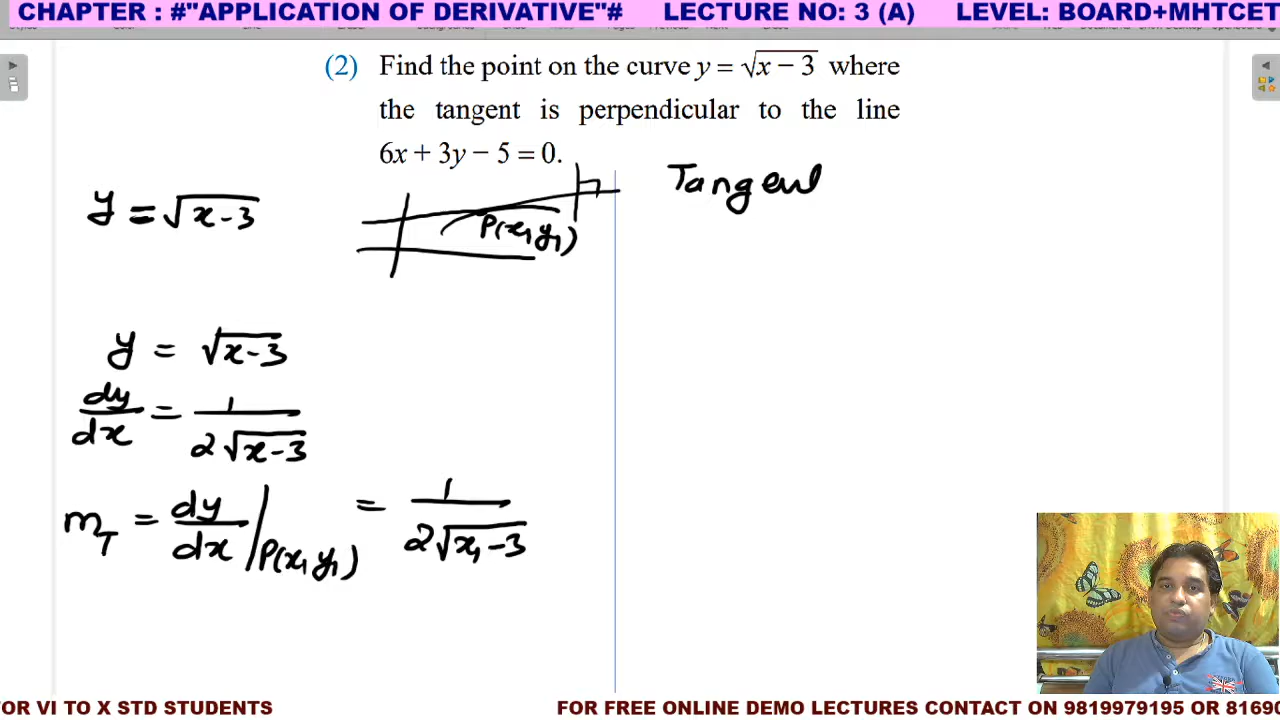 CHAPTER : #"APPLICATION OF DERIVATIVE"# LECTURE NO: 3 (A) LEVEL: BOARD+MHTCET
(2) Find the point on the curve y = √x − 3 where
the tangent is perpendicular to the line
6x + 3y − 5 = 0.
y = √x-3
P(x₁ y₁)
y = √x-3
dy/dx = 1/2√x-3
m_T = dy/dx |P(x₁ y₁) = 1/2√x₁-3
Tangent
FOR VI TO X STD STUDENTS FOR FREE ONLINE DEMO LECTURES CONTACT ON 9819979195 OR 81690